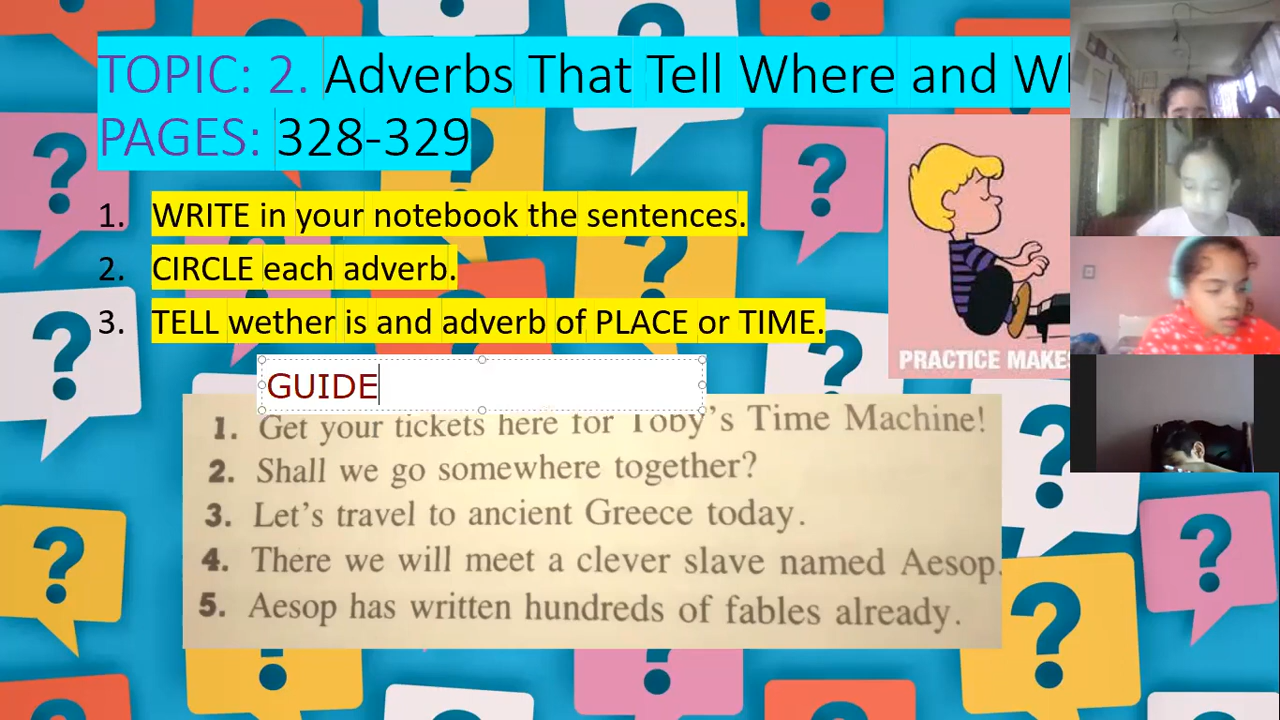 TOPIC: 2. Adverbs That Tell Where and
PAGES: 328-329
1. WRITE in your notebook the sentences.
2. CIRCLE each adverb.
3. TELL wether is and adverb of PLACE or TIME.
PRACTICE MAKES
GUIDE
1. Get your tickets here for Toby's Time Machine!
2. Shall we go somewhere together?
3. Let's travel to ancient Greece today.
4. There we will meet a clever slave named Aesop.
5. Aesop has written hundreds of fables already.